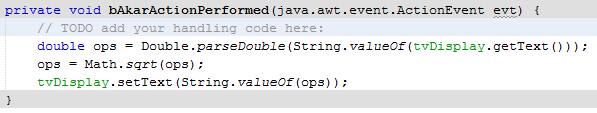 private void bAkarActionPerformed(java.awt.event.ActionEvent evt) {
// TODO add your handling code here:
double ops = Double.parseDouble(String.valueOf(tvDisplay.getText()));
ops = Math.sqrt(ops);
tvDisplay.setText(String.valueOf(ops));
}